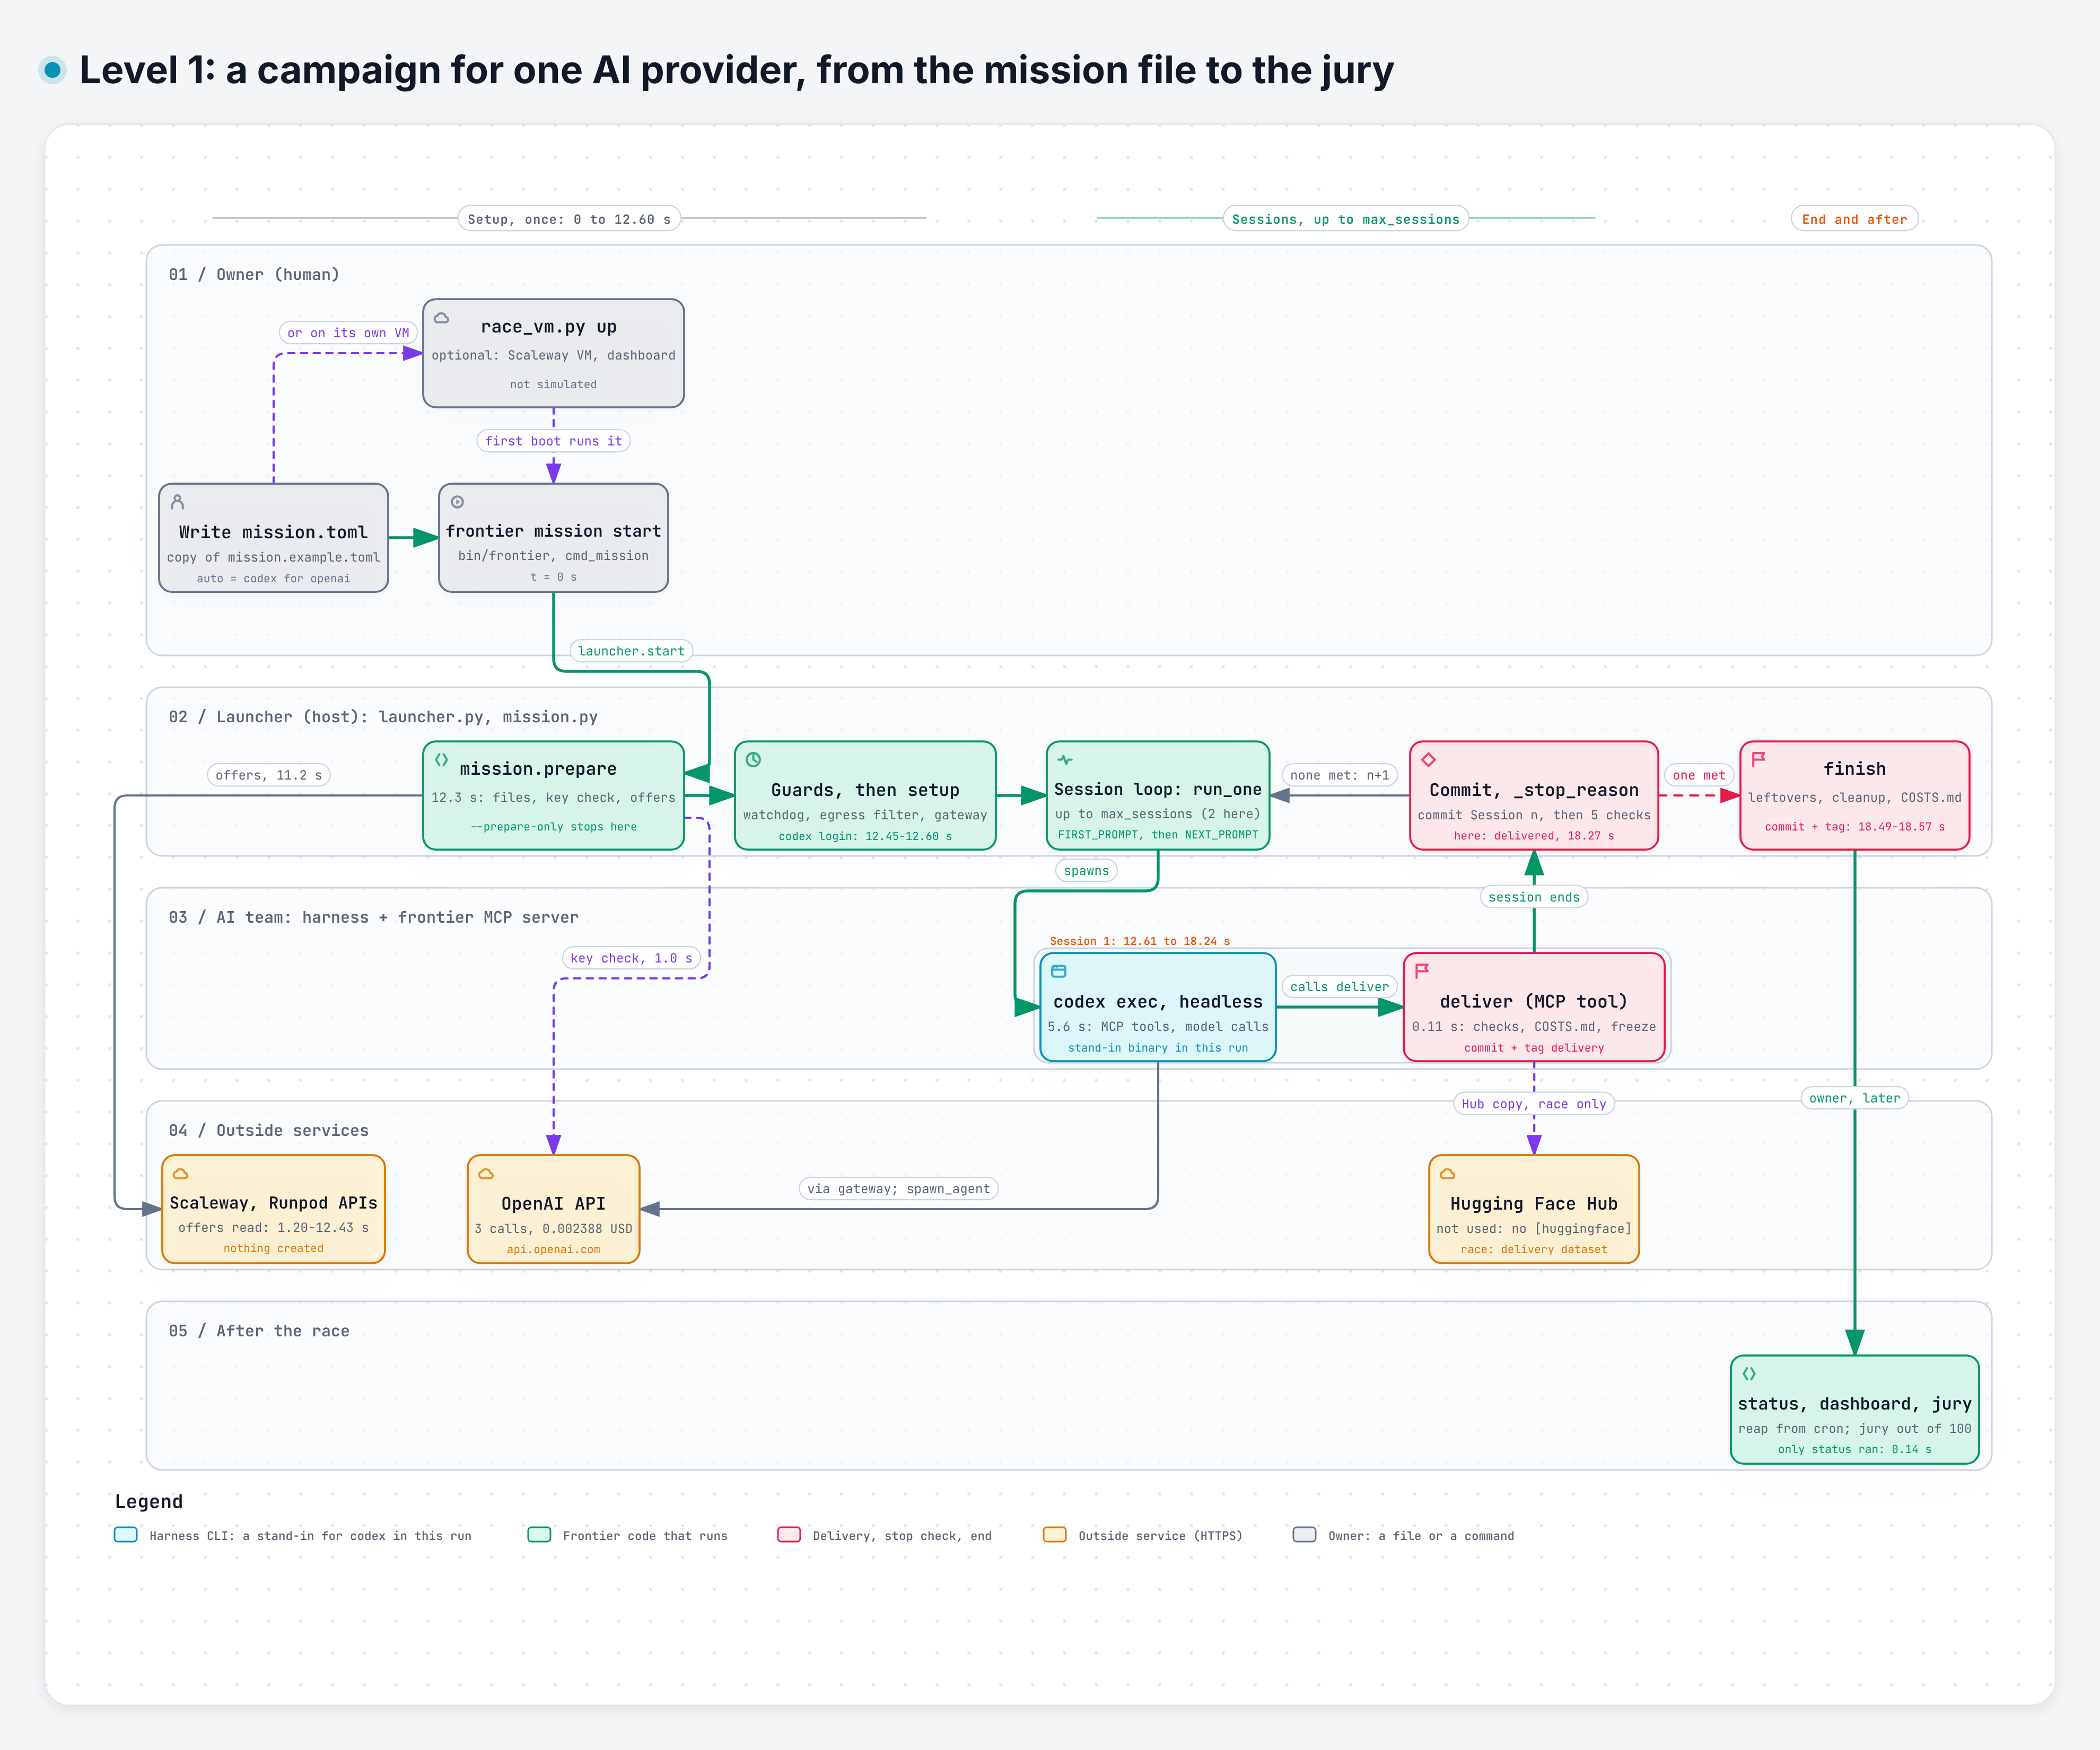 Level 1: a campaign for one AI provider, from the mission file to the jury
Setup, once: 0 to 12.60 s
Sessions, up to max_sessions
End and after
01 / Owner (human)
race_vm.py up
optional: Scaleway VM, dashboard
not simulated
or on its own VM
first boot runs it
Write mission.toml
copy of mission.example.toml
auto = codex for openai
frontier mission start
bin/frontier, cmd_mission
t = 0 s
launcher.start
02 / Launcher (host): launcher.py, mission.py
offers, 11.2 s
mission.prepare
12.3 s: files, key check, offers
--prepare-only stops here
Guards, then setup
watchdog, egress filter, gateway
codex login: 12.45-12.60 s
Session loop: run_one
up to max_sessions (2 here)
FIRST_PROMPT, then NEXT_PROMPT
none met: n+1
Commit, _stop_reason
commit Session n, then 5 checks
here: delivered, 18.27 s
one met
finish
leftovers, cleanup, COSTS.md
commit + tag: 18.49-18.57 s
spawns
session ends
03 / AI team: harness + frontier MCP server
key check, 1.0 s
Session 1: 12.61 to 18.24 s
codex exec, headless
5.6 s: MCP tools, model calls
stand-in binary in this run
calls deliver
deliver (MCP tool)
0.11 s: checks, COSTS.md, freeze
commit + tag delivery
Hub copy, race only
owner, later
04 / Outside services
Scaleway, Runpod APIs
offers read: 1.20-12.43 s
nothing created
OpenAI API
3 calls, 0.002388 USD
api.openai.com
via gateway; spawn_agent
Hugging Face Hub
not used: no [huggingface]
race: delivery dataset
05 / After the race
status, dashboard, jury
reap from cron; jury out of 100
only status ran: 0.14 s
Legend
Harness CLI: a stand-in for codex in this run
Frontier code that runs
Delivery, stop check, end
Outside service (HTTPS)
Owner: a file or a command